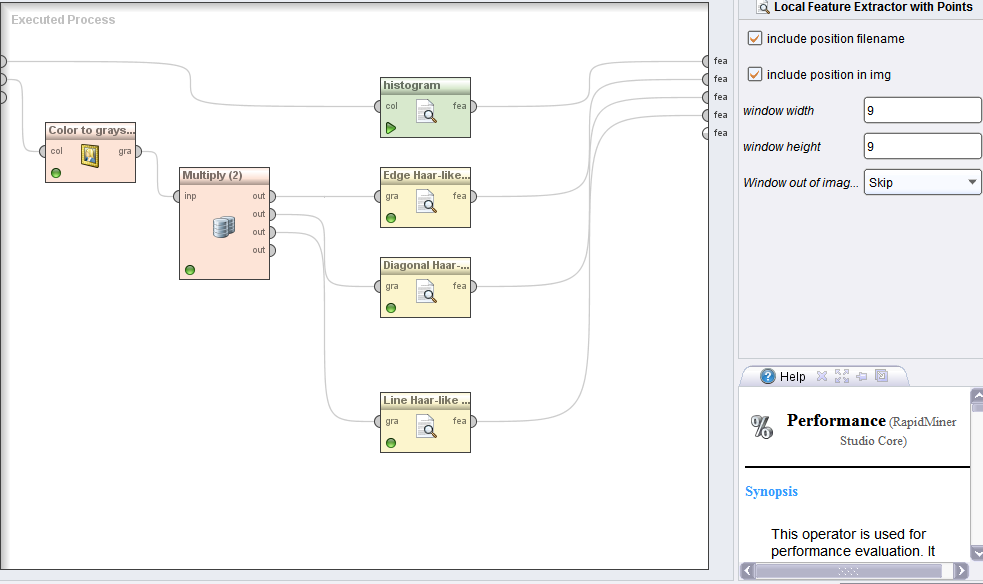 Executed Process
fea
fea
fea
fea
fea
histogram
col fea
Color to grays...
col gra
Multiply (2)
inp out
out
out
out
Edge Haar-like...
gra fea
Diagonal Haar-...
gra fea
Line Haar-like ...
gra fea
Local Feature Extractor with Points
include position filename
include position in img
window width 9
window height 9
Window out of imag... Skip
Help
Performance (RapidMiner
Studio Core)
Synopsis
This operator is used for
performance evaluation. It